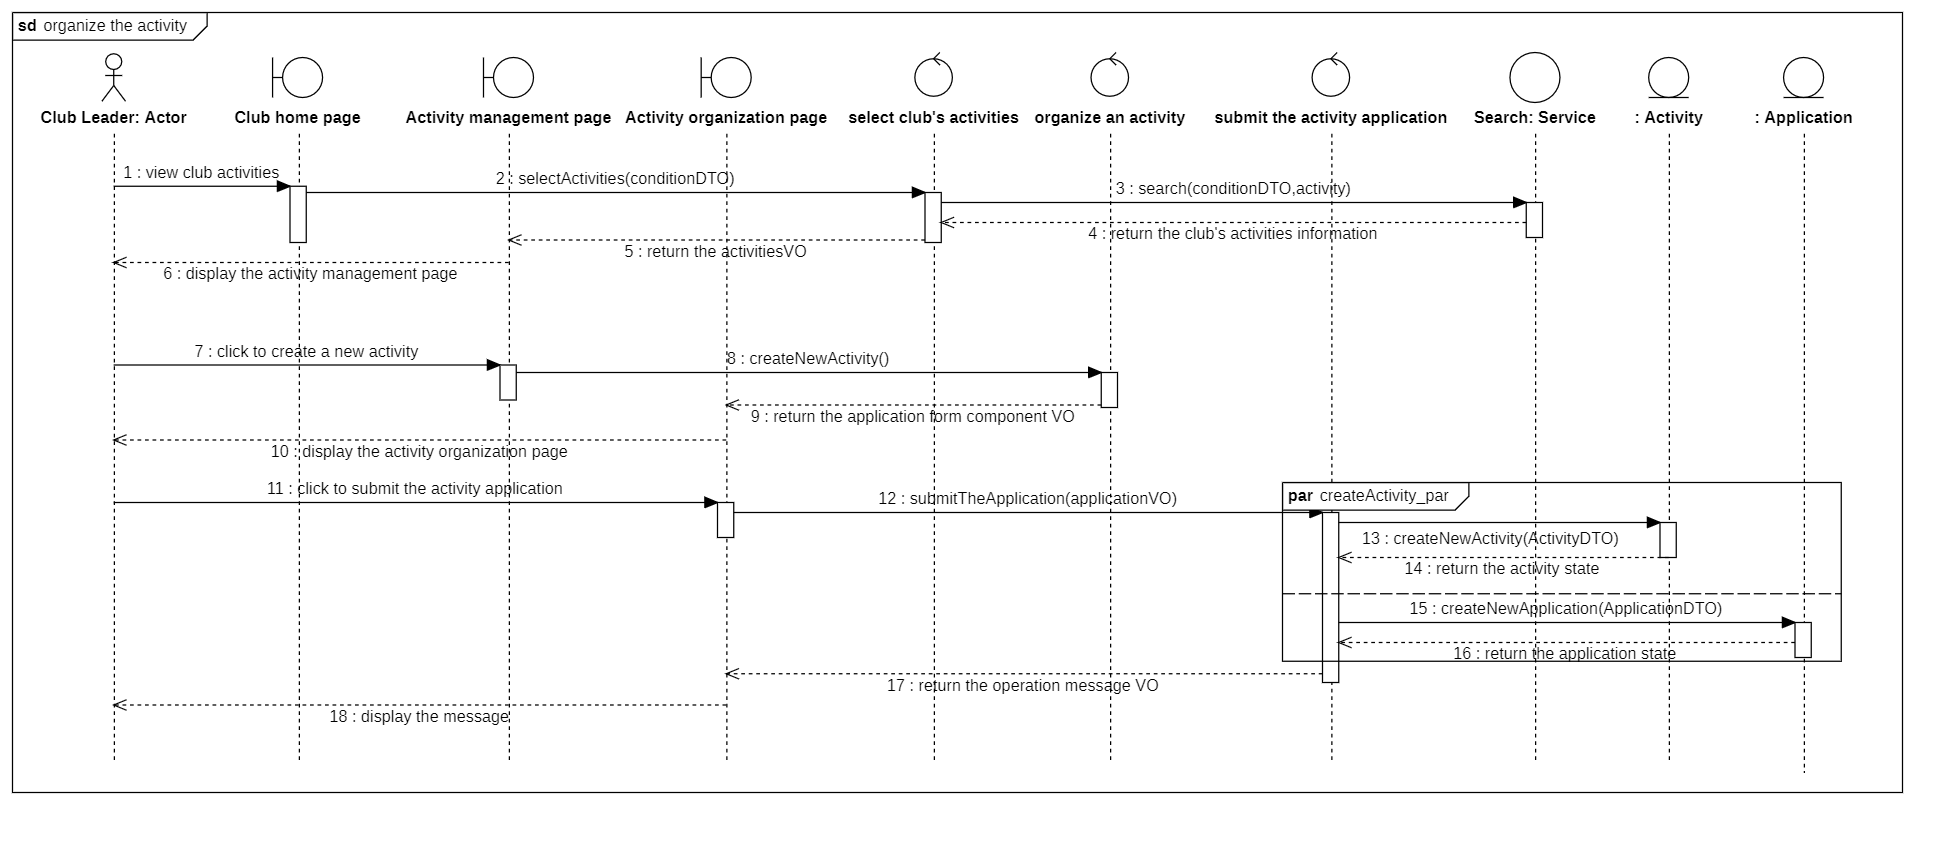 sd organize the activity
Club Leader: Actor
Club home page
Activity management page
Activity organization page
select club's activities
organize an activity
submit the activity application
Search: Service
: Activity
: Application
1 : view club activities
2 : selectActivities(conditionDTO)
3 : search(conditionDTO,activity)
4 : return the club's activities information
5 : return the activitiesVO
6 : display the activity management page
7 : click to create a new activity
8 : createNewActivity()
9 : return the application form component VO
10 : display the activity organization page
11 : click to submit the activity application
12 : submitTheApplication(applicationVO)
par createActivity_par
13 : createNewActivity(ActivityDTO)
14 : return the activity state
15 : createNewApplication(ApplicationDTO)
16 : return the application state
17 : return the operation message VO
18 : display the message